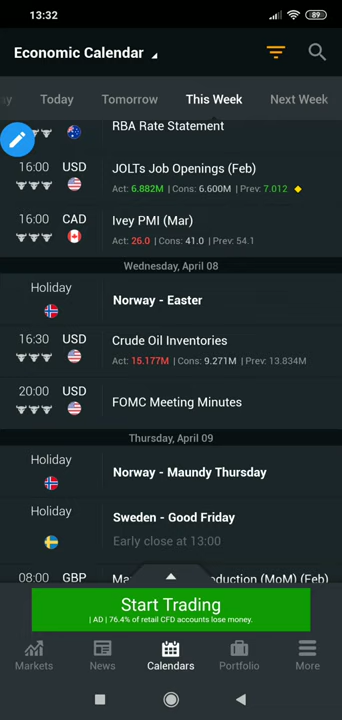 13:32
89
Economic Calendar
Today
Tomorrow
This Week
Next Week
RBA Rate Statement
16:00 USD
JOLTs Job Openings (Feb)
Act: 6.882M | Cons: 6.600M | Prev: 7.012
16:00 CAD
Ivey PMI (Mar)
Act: 26.0 | Cons: 41.0 | Prev: 54.1
Wednesday, April 08
Holiday
Norway - Easter
16:30 USD
Crude Oil Inventories
Act: 15.177M | Cons: 9.271M | Prev: 13.834M
20:00 USD
FOMC Meeting Minutes
Thursday, April 09
Holiday
Norway - Maundy Thursday
Holiday
Sweden - Good Friday
Early close at 13:00
08:00 GBP
(MoM) (Feb)
Start Trading
| AD | 76.4% of retail CFD accounts lose money.
Markets
News
Calendars
Portfolio
More